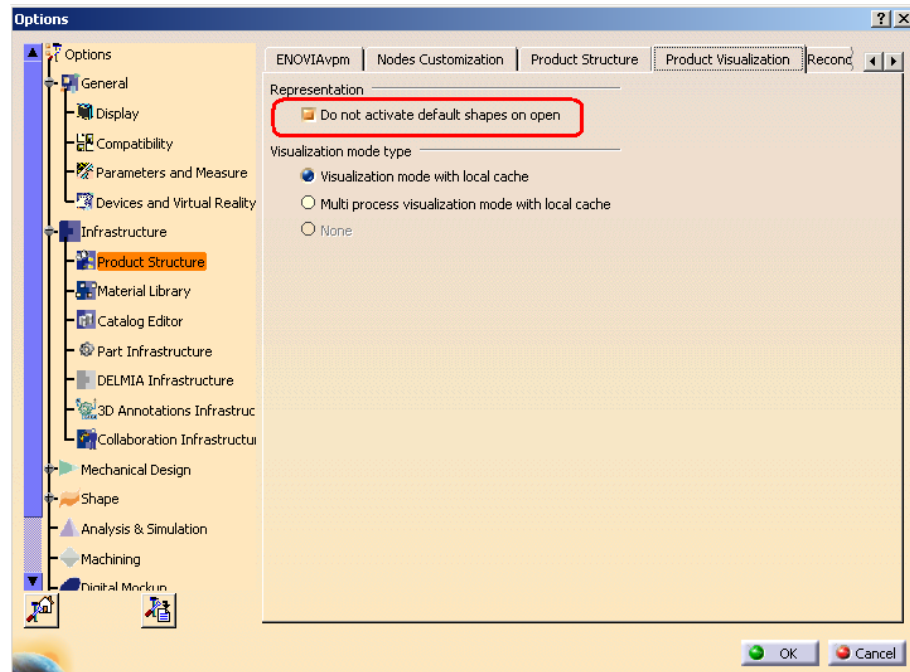 Options
Options
General
Display
Compatibility
Parameters and Measure
Devices and Virtual Reality
Infrastructure
Product Structure
Material Library
Catalog Editor
Part Infrastructure
DELMIA Infrastructure
3D Annotations Infrastruc
Collaboration Infrastructu
Mechanical Design
Shape
Analysis & Simulation
Machining
Digital Mockup
ENOVIAvpm Nodes Customization Product Structure Product Visualization Reconc
Representation
Do not activate default shapes on open
Visualization mode type
Visualization mode with local cache
Multi process visualization mode with local cache
None
OK Cancel